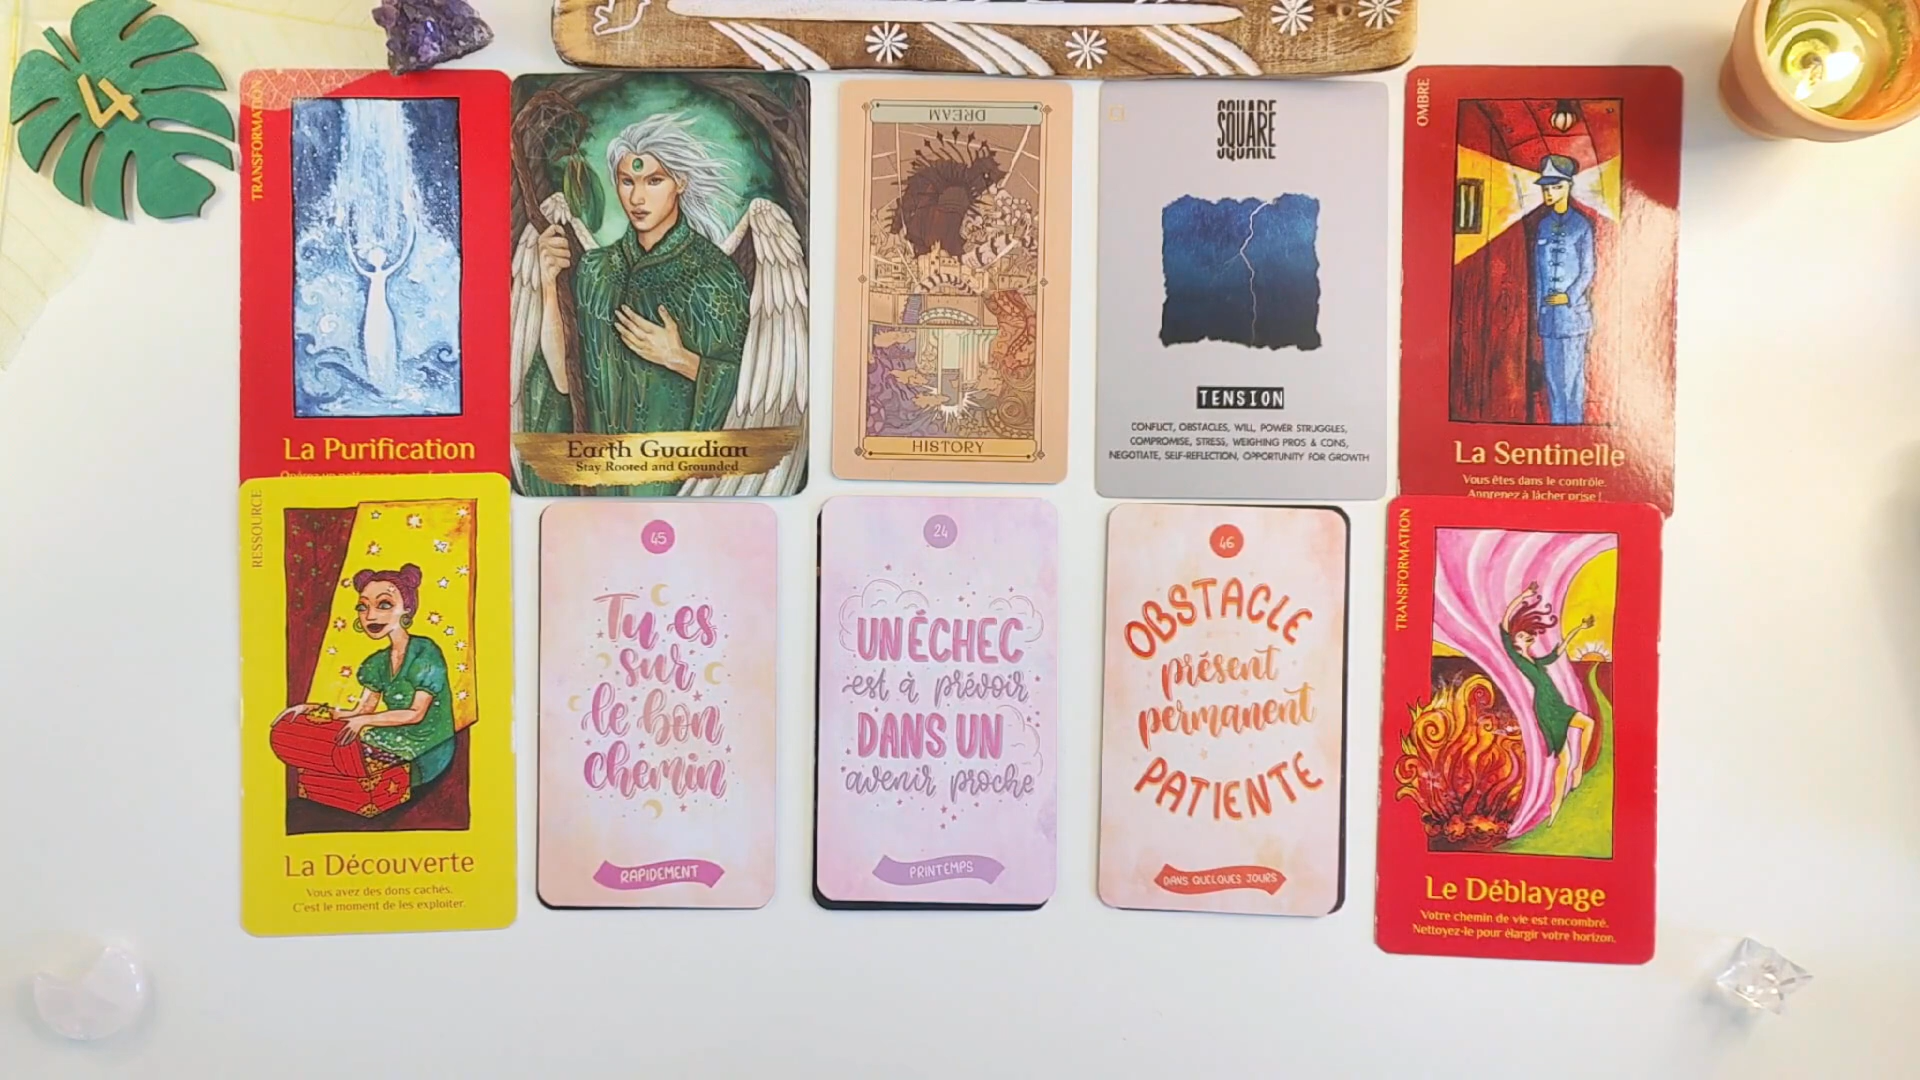 4
TRANSFORMATION
La Purification
Earth Guardian
Stay Rooted and Grounded
DREAM
HISTORY
SQUARE
TENSION
CONFLICT, OBSTACLES, WILL, POWER STRUGGLES,
COMPROMISE, STRESS, WEIGHING PROS & CONS,
NEGOTIATE, SELF-REFLECTION, OPPORTUNITY FOR GROWTH
OMBRE
La Sentinelle
Vous êtes dans le contrôle.
Apprenez à lâcher prise !
RESSOURCE
La Découverte
Vous avez des dons cachés.
C'est le moment de les exploiter.
45
Tu es
sur
le bon
chemin
RAPIDEMENT
24
UN ÉCHEC
est à prévoir
DANS UN
avenir proche
PRINTEMPS
46
OBSTACLE
présent
permanent
PATIENTE
DANS QUELQUES JOURS
TRANSFORMATION
Le Déblayage
Votre chemin de vie est encombré.
Nettoyez-le pour élargir votre horizon.